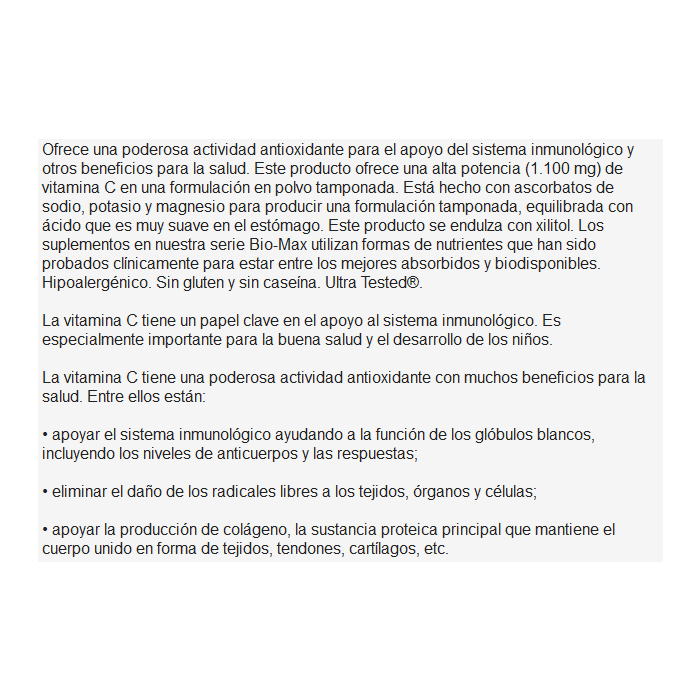 Ofrece una poderosa actividad antioxidante para el apoyo del sistema inmunológico y
otros beneficios para la salud. Este producto ofrece una alta potencia (1.100 mg) de
vitamina C en una formulación en polvo tamponada. Está hecho con ascorbatos de
sodio, potasio y magnesio para producir una formulación tamponada, equilibrada con
ácido que es muy suave en el estómago. Este producto se endulza con xilitol. Los
suplementos en nuestra serie Bio-Max utilizan formas de nutrientes que han sido
probados clínicamente para estar entre los mejores absorbidos y biodisponibles.
Hipoalergénico. Sin gluten y sin caseína. Ultra Tested®.
La vitamina C tiene un papel clave en el apoyo al sistema inmunológico. Es
especialmente importante para la buena salud y el desarrollo de los niños.
La vitamina C tiene una poderosa actividad antioxidante con muchos beneficios para la
salud. Entre ellos están:
• apoyar el sistema inmunológico ayudando a la función de los glóbulos blancos,
incluyendo los niveles de anticuerpos y las respuestas;
• eliminar el daño de los radicales libres a los tejidos, órganos y células;
• apoyar la producción de colágeno, la sustancia proteica principal que mantiene el
cuerpo unido en forma de tejidos, tendones, cartílagos, etc.